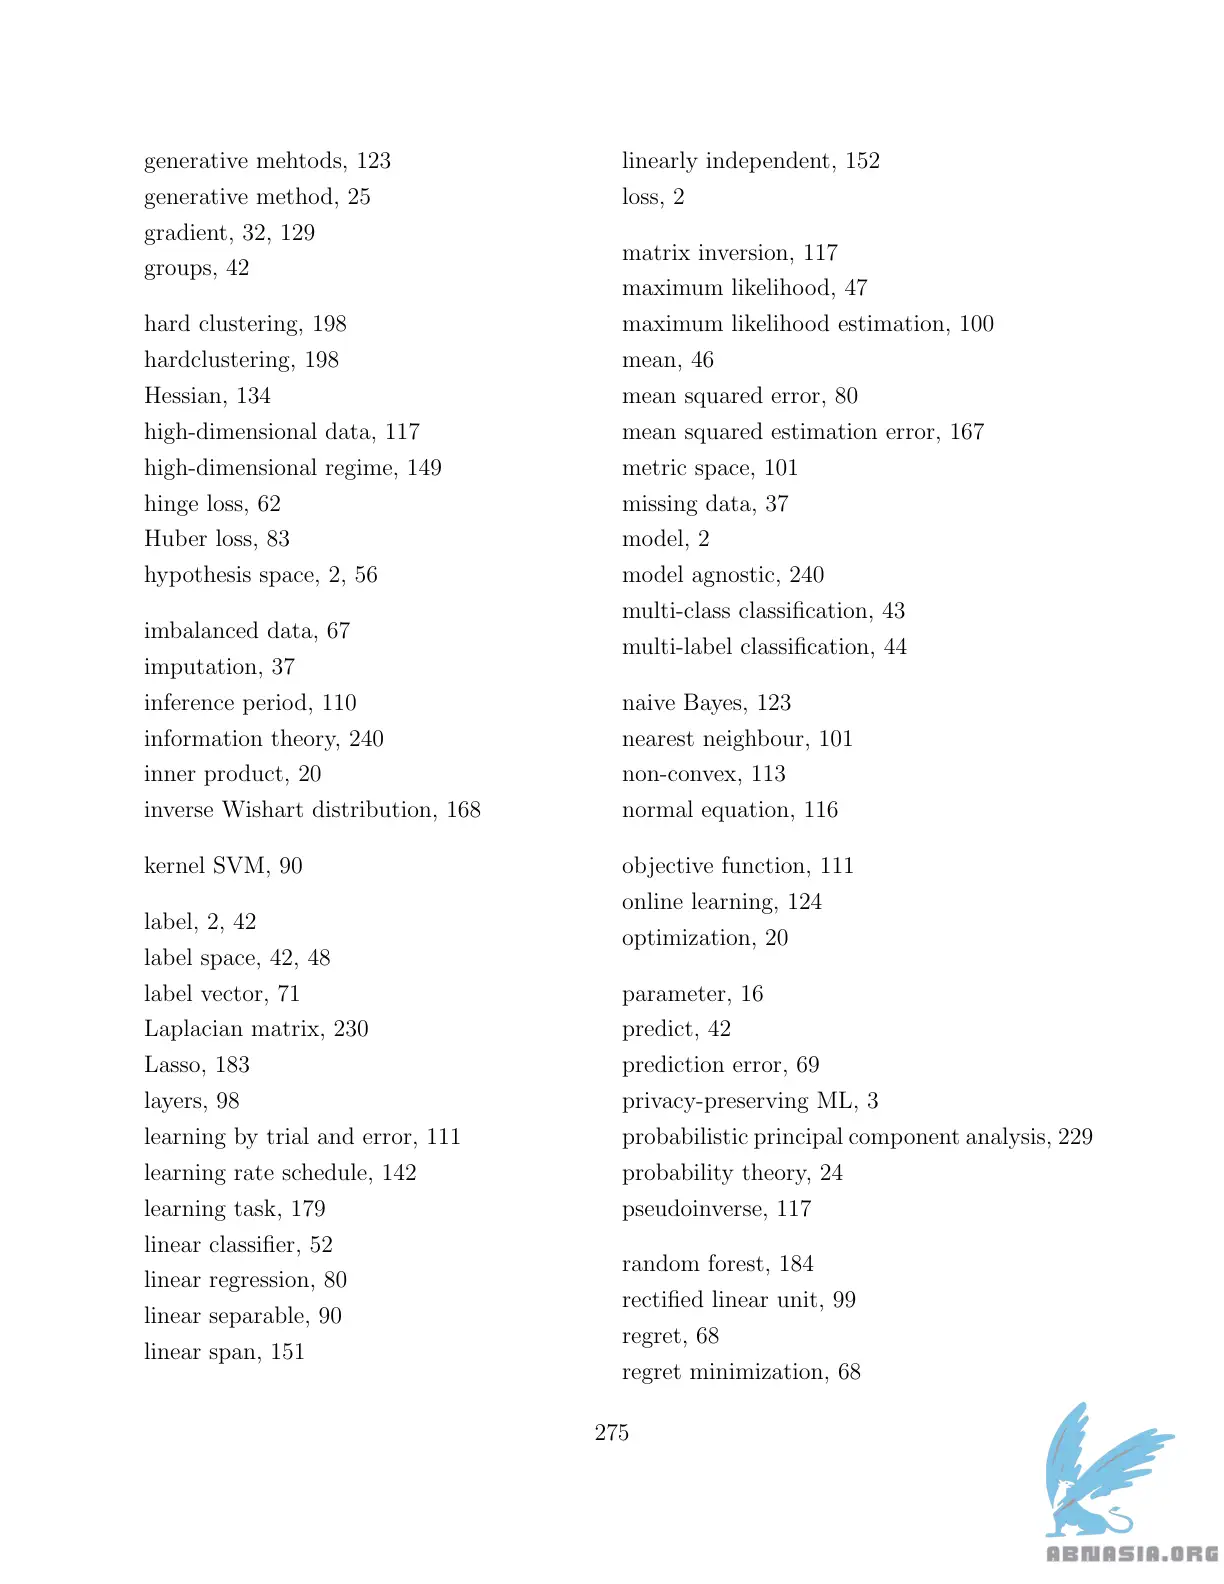 generative mehtods, 123
generative method, 25
gradient, 32, 129
groups, 42
hard clustering, 198
hardclustering, 198
Hessian, 134
high-dimensional data, 117
high-dimensional regime, 149
hinge loss, 62
Huber loss, 83
hypothesis space, 2, 56
imbalanced data, 67
imputation, 37
inference period, 110
information theory, 240
inner product, 20
inverse Wishart distribution, 168
kernel SVM, 90
label, 2, 42
label space, 42, 48
label vector, 71
Laplacian matrix, 230
Lasso, 183
layers, 98
learning by trial and error, 111
learning rate schedule, 142
learning task, 179
linear classifier, 52
linear regression, 80
linear separable, 90
linear span, 151
linearly independent, 152
loss, 2
matrix inversion, 117
maximum likelihood, 47
maximum likelihood estimation, 100
mean, 46
mean squared error, 80
mean squared estimation error, 167
metric space, 101
missing data, 37
model, 2
model agnostic, 240
multi-class classification, 43
multi-label classification, 44
naive Bayes, 123
nearest neighbour, 101
non-convex, 113
normal equation, 116
objective function, 111
online learning, 124
optimization, 20
parameter, 16
predict, 42
prediction error, 69
privacy-preserving ML, 3
probabilistic principal component analysis, 229
probability theory, 24
pseudoinverse, 117
random forest, 184
rectified linear unit, 99
regret, 68
regret minimization, 68
275
ABNASIA.ORG